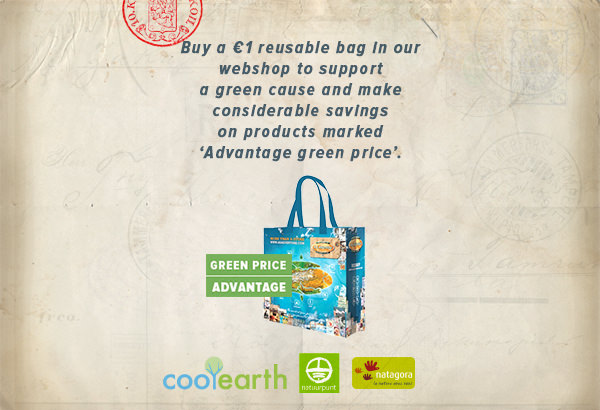 Buy a €1 reusable bag in our
webshop to support
a green cause and make
considerable savings
on products marked
‘Advantage green price’.
GREEN PRICE
ADVANTAGE
coolearth
natuurpunt
natagora